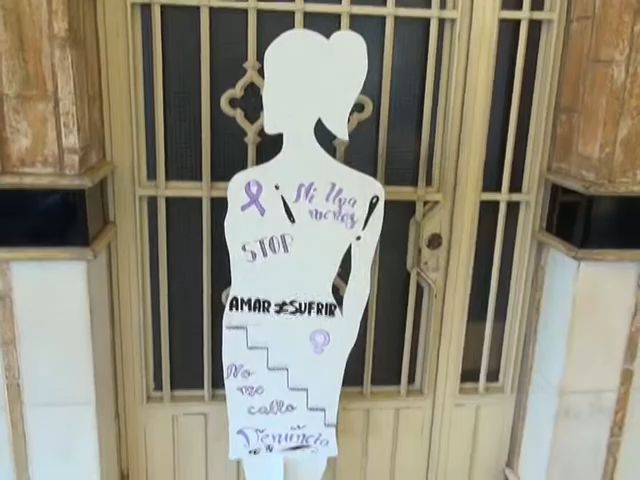 ¡Ni Una
menos!
STOP
AMAR ≠ SUFRIR
No
me
callo
Denuncio